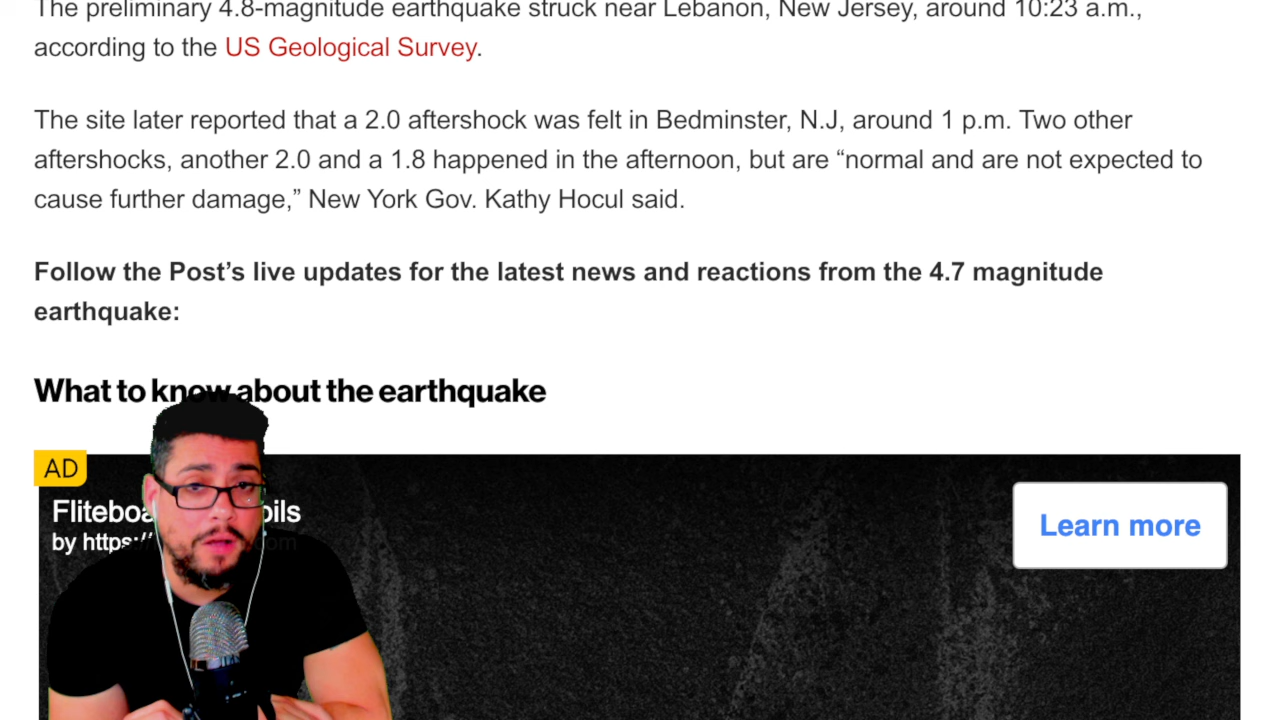 The preliminary 4.8-magnitude earthquake struck near Lebanon, New Jersey, around 10:23 a.m.,
according to the US Geological Survey.
The site later reported that a 2.0 aftershock was felt in Bedminster, N.J, around 1 p.m. Two other
aftershocks, another 2.0 and a 1.8 happened in the afternoon, but are “normal and are not expected to
cause further damage,” New York Gov. Kathy Hocul said.
Follow the Post’s live updates for the latest news and reactions from the 4.7 magnitude
earthquake:
What to know about the earthquake
AD
Learn more
by https:/